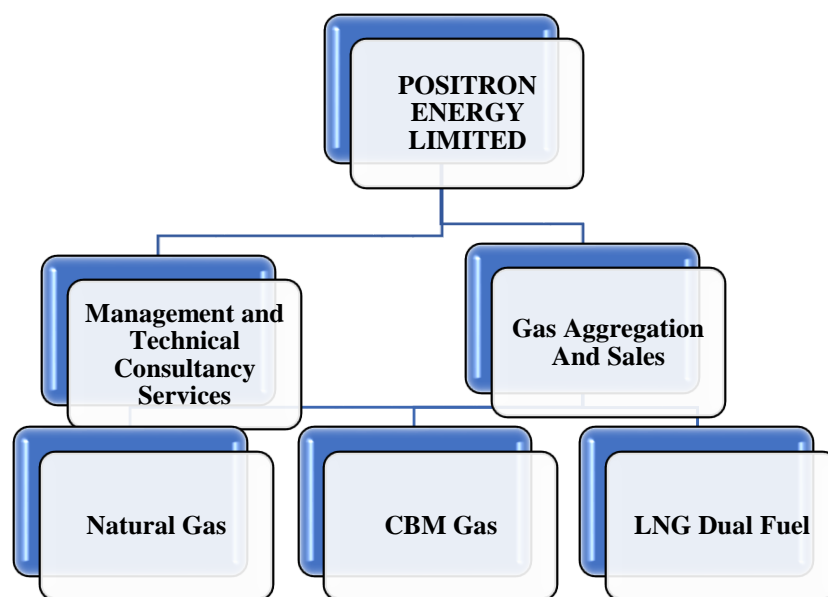 POSITRON
ENERGY
LIMITED
Management and
Technical
Consultancy
Services
Gas Aggregation
And Sales
Natural Gas
CBM Gas
LNG Dual Fuel